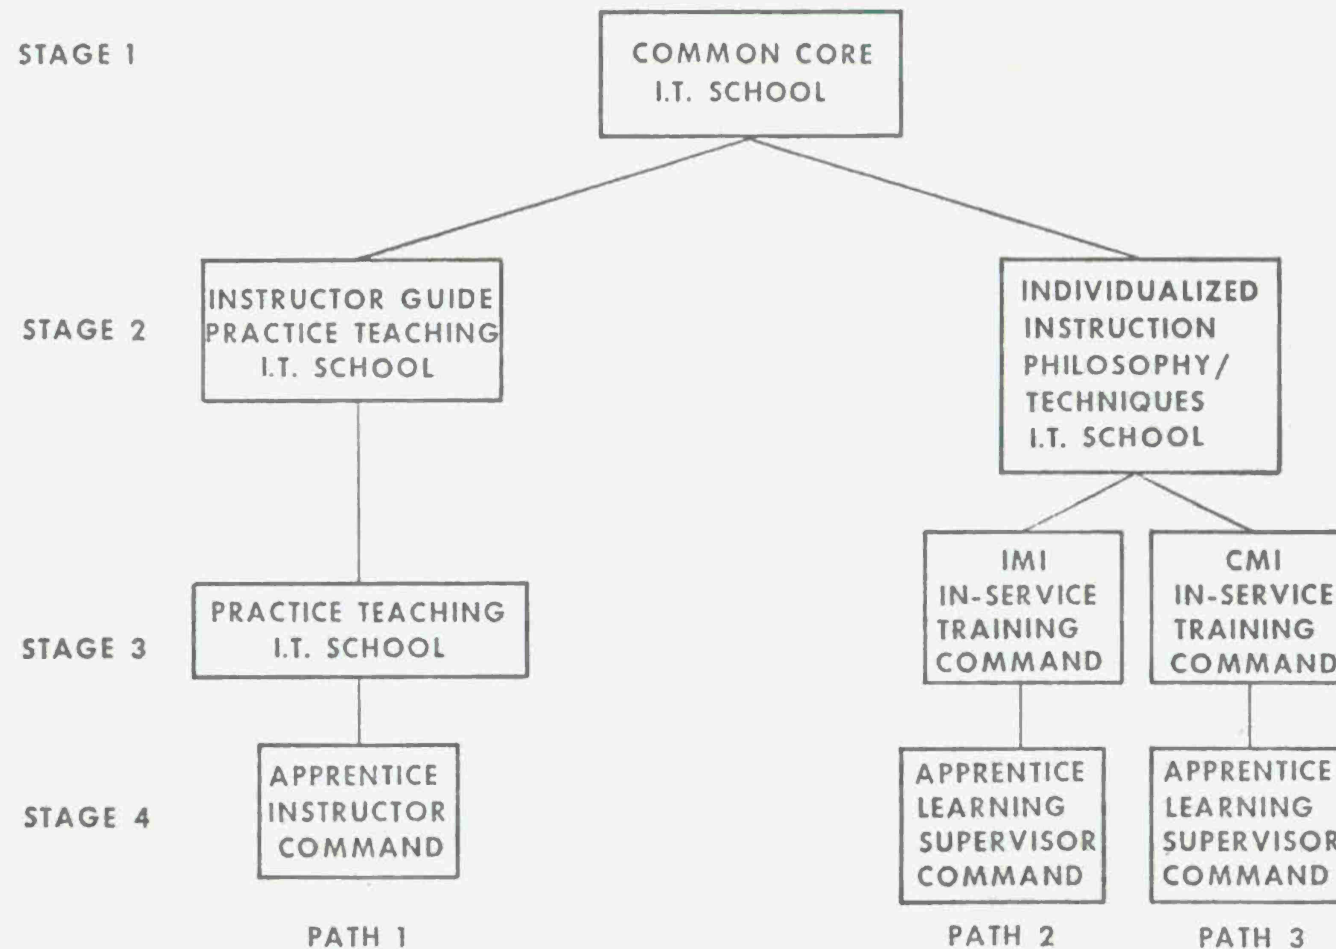 STAGE 1
COMMON CORE
I.T. SCHOOL
STAGE 2
INSTRUCTOR GUIDE
PRACTICE TEACHING
I.T. SCHOOL
INDIVIDUALIZED
INSTRUCTION
PHILOSOPHY/
TECHNIQUES
I.T. SCHOOL
STAGE 3
PRACTICE TEACHING
I.T. SCHOOL
IMI
IN-SERVICE
TRAINING
COMMAND
CMI
IN-SERVICE
TRAINING
COMMAND
STAGE 4
APPRENTICE
INSTRUCTOR
COMMAND
APPRENTICE
LEARNING
SUPERVISOR
COMMAND
APPRENTICE
LEARNING
SUPERVISOR
COMMAND
PATH 1
PATH 2
PATH 3